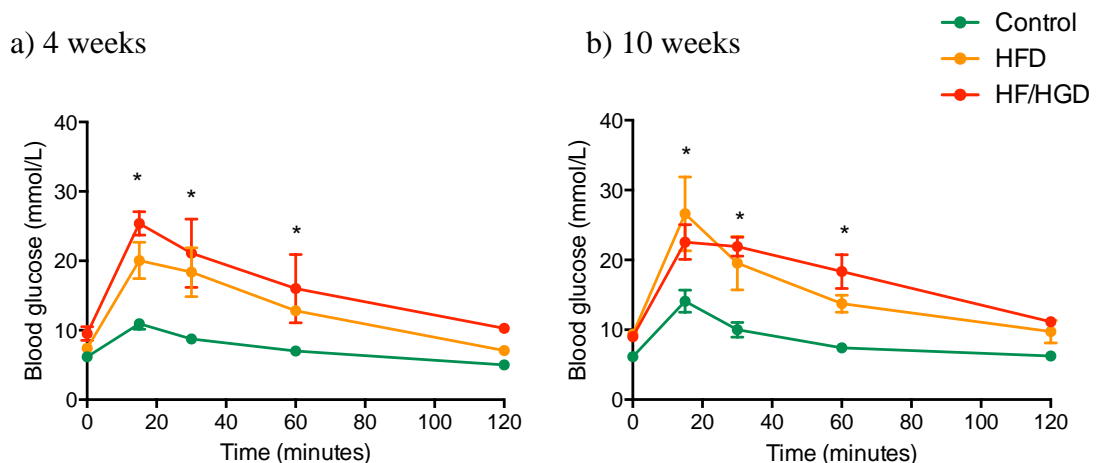 a) 4 weeks
b) 10 weeks
Control
HFD
HF/HGD
Blood glucose (mmol/L)
40
30
20
10
0
*
*
*
0 20 40 60 80 100 120
Time (minutes)
Blood glucose (mmol/L)
40
30
20
10
0
*
*
*
0 20 40 60 80 100 120
Time (minutes)